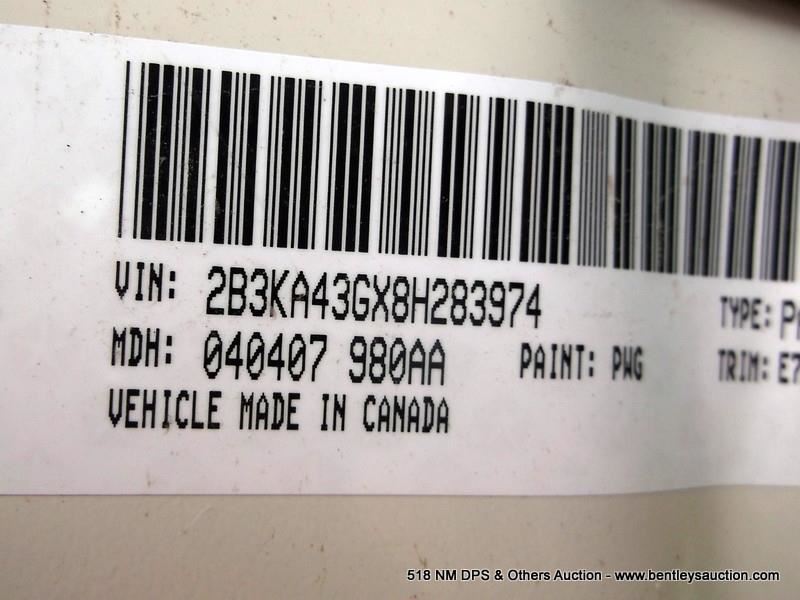 VIN: 2B3KA43GX8H283974 TYPE:
MDH: 040407 980AA PAINT: PWG TRIM: E7
VEHICLE MADE IN CANADA
518 NM DPS & Others Auction - www.bentleysauction.com